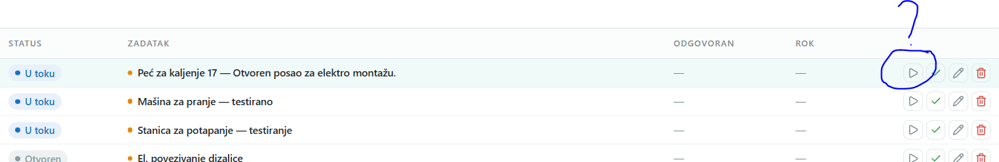 ?
STATUS ZADATAK ODGOVORAN ROK
U toku Peć za kaljenje 17 — Otvoren posao za elektro montažu. — —
U toku Mašina za pranje — testirano — —
U toku Stanica za potapanje — testiranje — —
Otvoren El. povezivanje dizalice